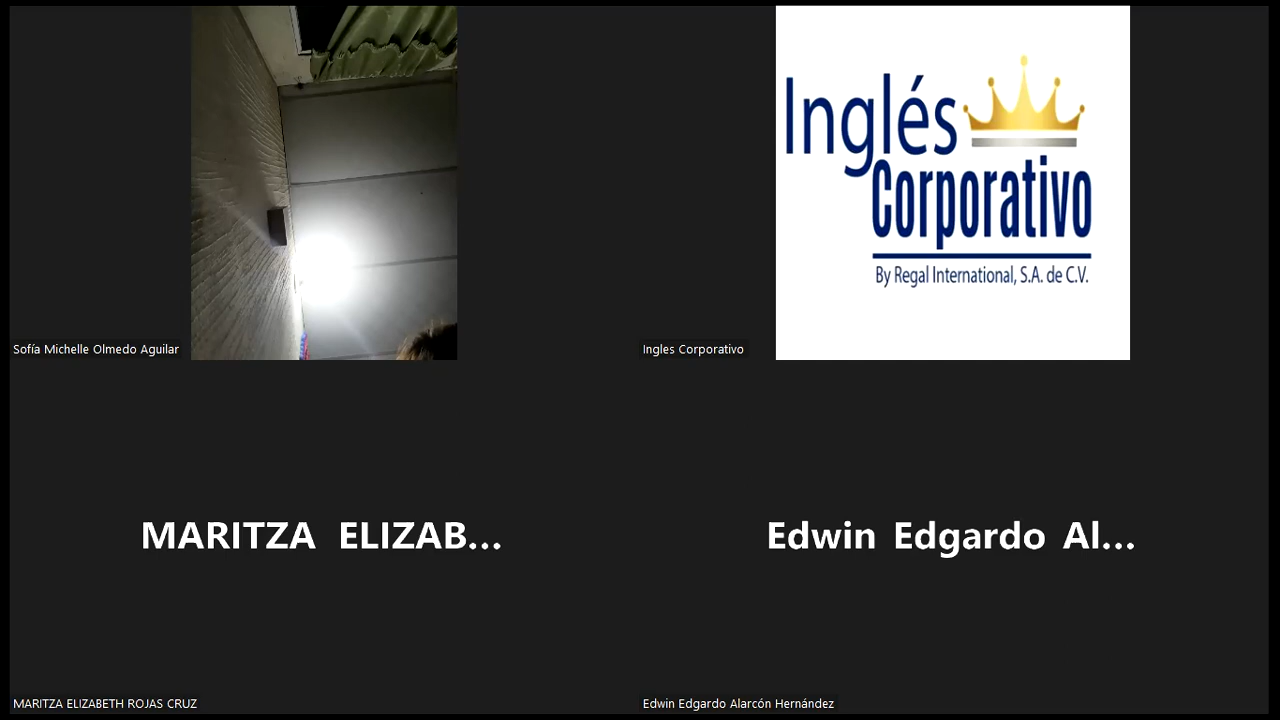 Inglés
Corporativo
By Regal International, S.A. de C.V.
Sofía Michelle Olmedo Aguilar
Ingles Corporativo
MARITZA ELIZAB...
Edwin Edgardo Al...
MARITZA ELIZABETH ROJAS CRUZ
Edwin Edgardo Alarcón Hernández